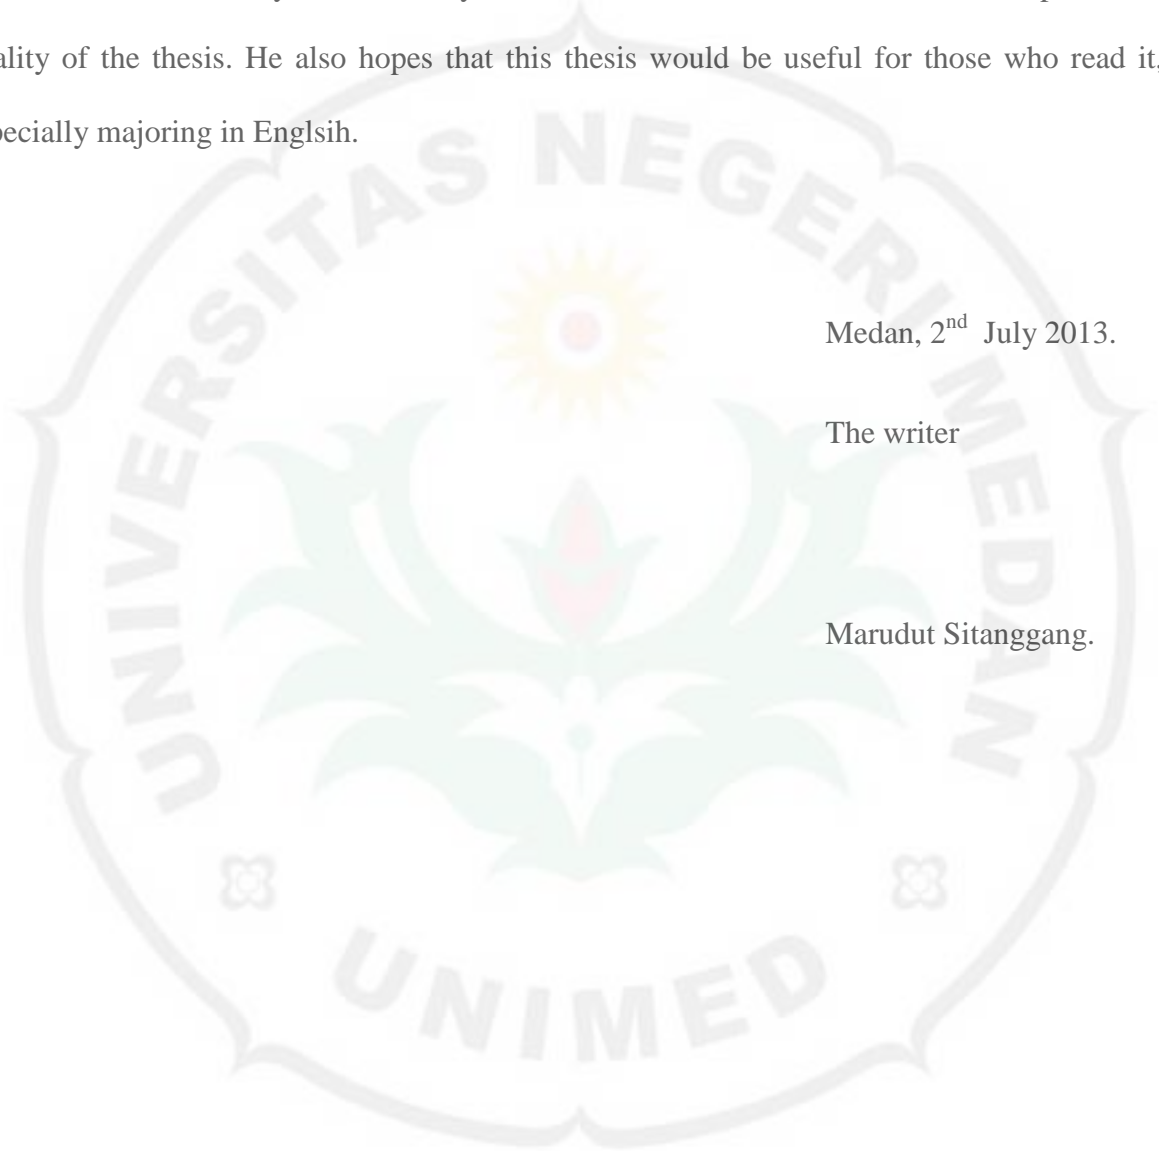 ality of the thesis. He also hopes that this thesis would be useful for those who read it,
pecially majoring in Englsih.
Medan, 2nd July 2013.
The writer
Marudut Sitanggang.
UNIVERSITAS NEGERI MEDAN
UNIMED